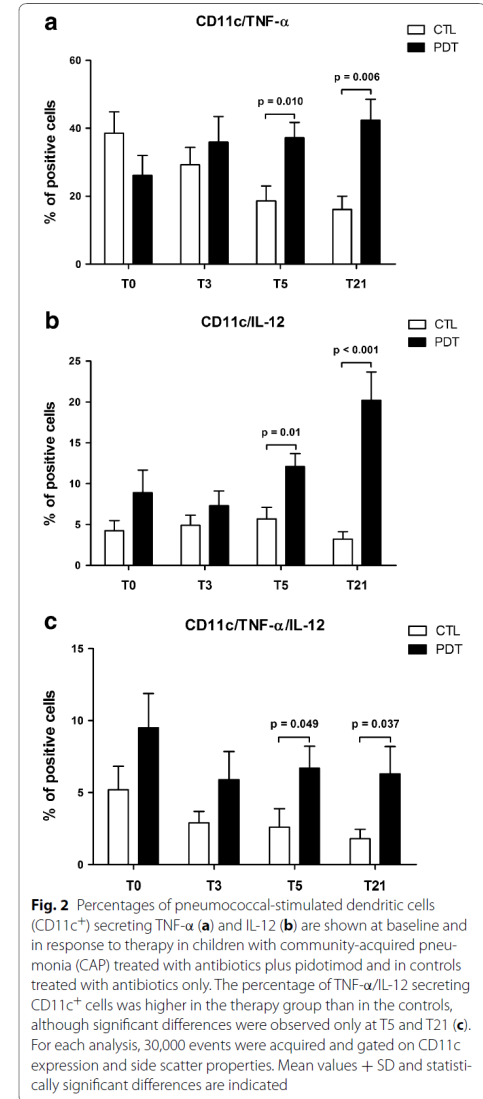 a
CD11c/TNF-α
CTL
PDT
% of positive cells
60
40
20
0
p = 0.010
p = 0.006
T0 T3 T5 T21
b
CD11c/IL-12
CTL
PDT
% of positive cells
25
20
15
10
5
0
p = 0.01
p < 0.001
T0 T3 T5 T21
c
CD11c/TNF-α/IL-12
CTL
PDT
% of positive cells
15
10
5
0
p = 0.049
p = 0.037
T0 T3 T5 T21
Fig. 2 Percentages of pneumococcal-stimulated dendritic cells
(CD11c⁺) secreting TNF-α (a) and IL-12 (b) are shown at baseline and
in response to therapy in children with community-acquired pneu-
monia (CAP) treated with antibiotics plus pidotimod and in controls
treated with antibiotics only. The percentage of TNF-α/IL-12 secreting
CD11c⁺ cells was higher in the therapy group than in the controls,
although significant differences were observed only at T5 and T21 (c).
For each analysis, 30,000 events were acquired and gated on CD11c
expression and side scatter properties. Mean values + SD and statisti-
cally significant differences are indicated